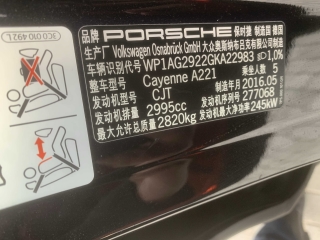 3C0010492L
品牌 PORSCHE 保时捷 制造国 德国
生产厂 Volkswagen Osnabrück GmbH 大众奥斯纳布吕克有限公司
车辆识别代号 WP1AG2922GKA22983 1,0%
整车型号 Cayenne A221 乘坐人数 5
发动机型号 CJT 制造年月 2016.05
发动机排量 2995cc 发动机序列号 277068
最大允许总质量 2820kg 发动机最大净功率 245kW